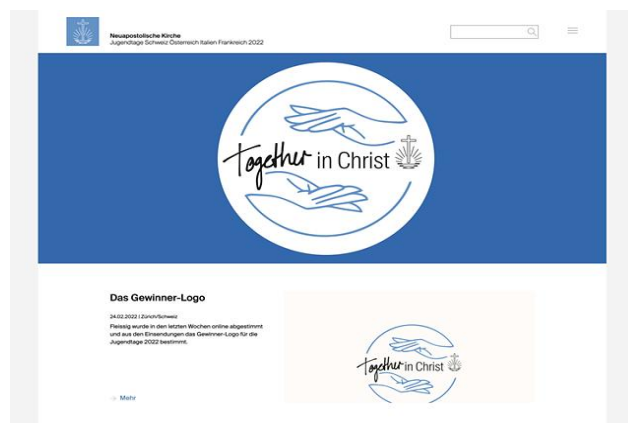 Neuapostolische Kirche
Jugendtage Schweiz Österreich Italien Frankreich 2022
Together in Christ
Das Gewinner-Logo
24.02.2022 | Zürich/Schweiz
Fleissig wurde in den letzten Wochen online abgestimmt
und aus den Einsendungen das Gewinner-Logo für die
Jugendtage 2022 bestimmt.
Together in Christ
Mehr